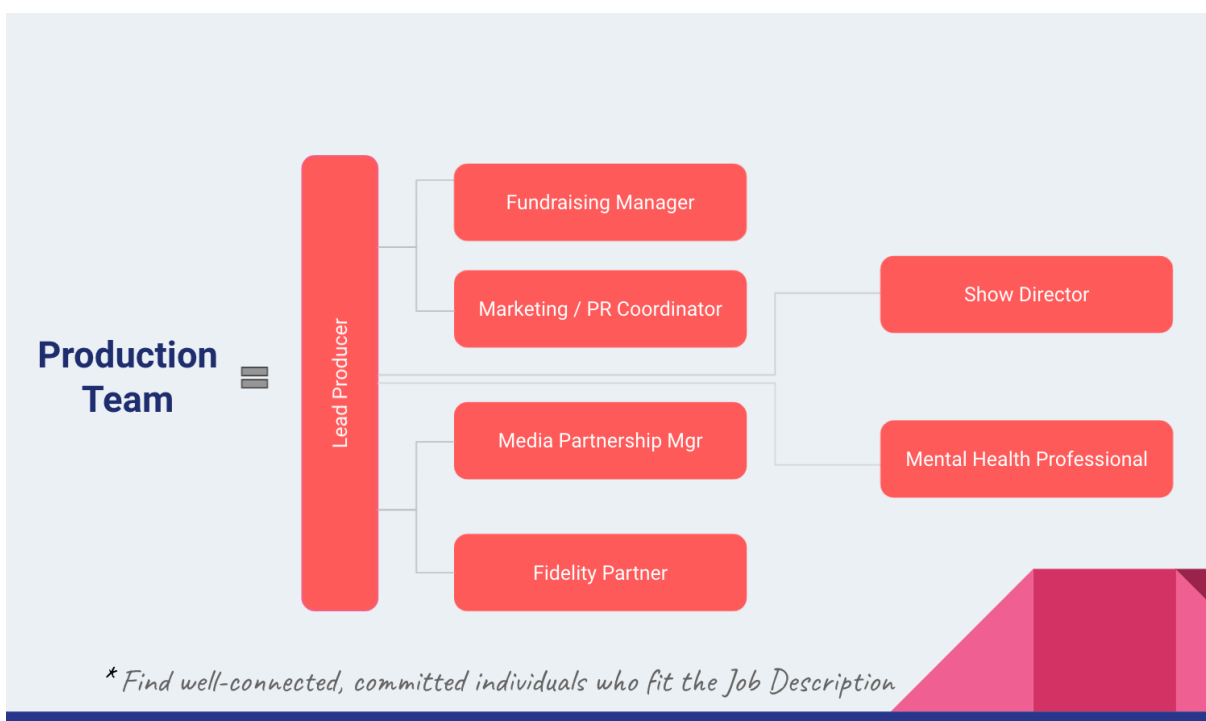 Production
Team
Lead Producer
Fundraising Manager
Marketing / PR Coordinator
Media Partnership Mgr
Fidelity Partner
Show Director
Mental Health Professional
* Find well-connected, committed individuals who fit the Job Description